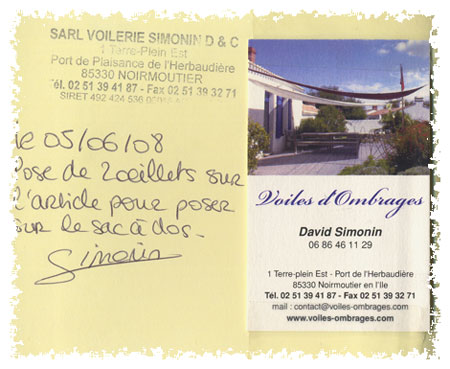 SARL VOILERIE SIMONIN D & C
1 Terre-Plein Est
Port de Plaisance de l'Herbaudière
85330 NOIRMOUTIER
Tél. 02 51 39 41 87 - Fax 02 51 39 32 71
SIRET 492 424 536
le 05/06/08
Pose de 2 oeillets sur
l'article pour poser
sur le sac à dos.
Simonin
Voiles d'Ombrages
David Simonin
06 86 46 11 29
1 Terre-plein Est - Port de l'Herbaudière
85330 Noirmoutier en l'Ile
Tél. 02 51 39 41 87 - Fax 02 51 39 32 71
mail : contact@voiles-ombrages.com
www.voiles-ombrages.com